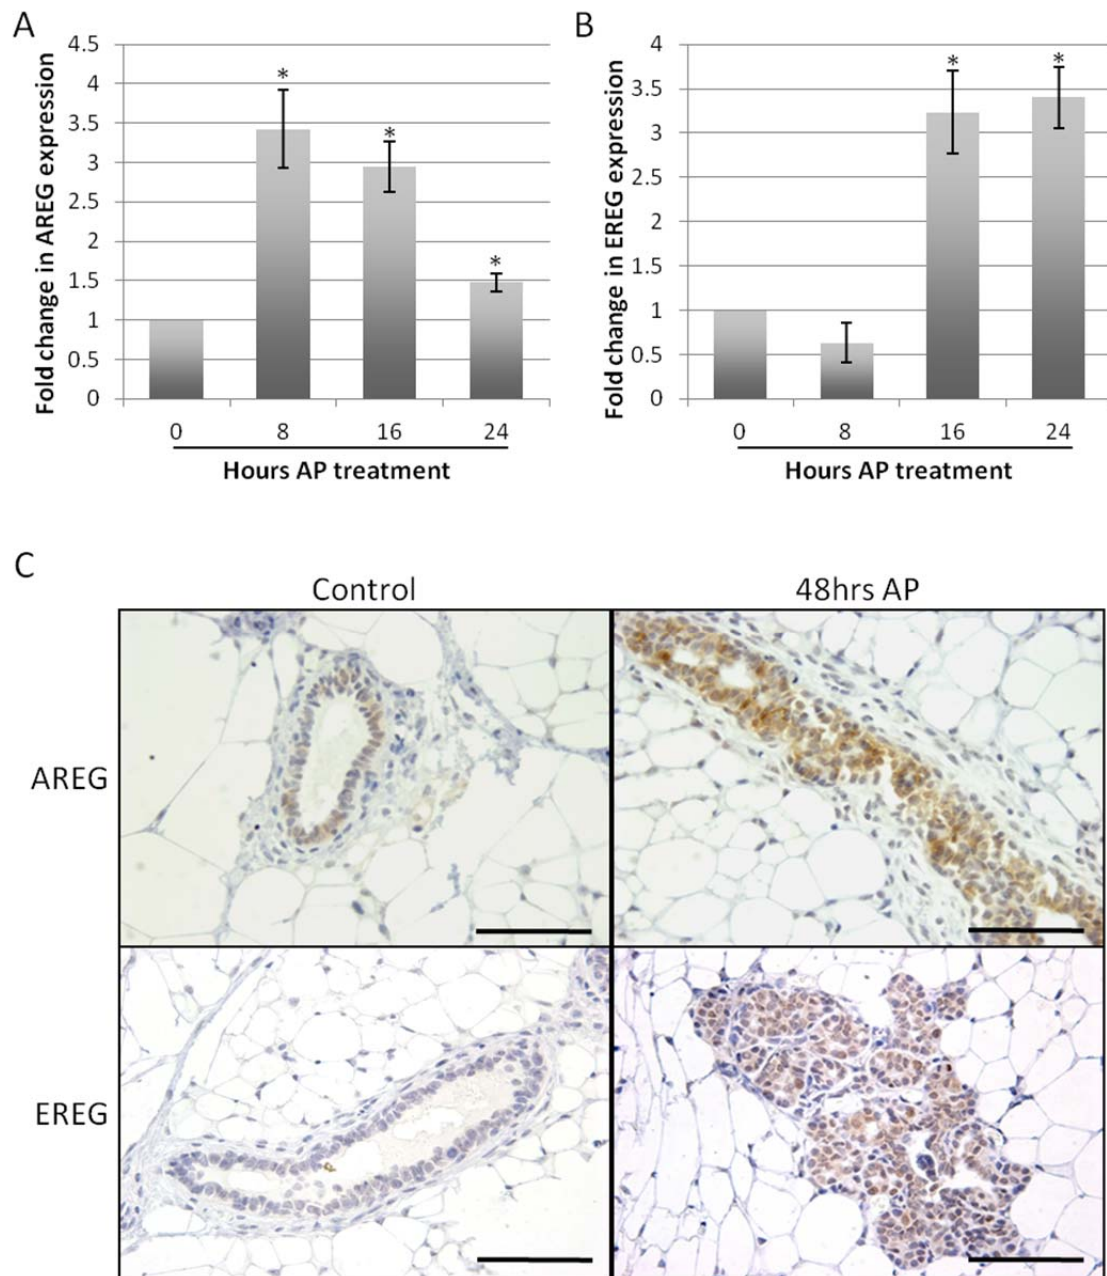 A
Fold change in AREG expression
4.5
4
3.5
3
2.5
2
1.5
1
0.5
0
*
*
*
0 8 16 24
Hours AP treatment
B
Fold change in EREG expression
4
3.5
3
2.5
2
1.5
1
0.5
0
*
*
0 8 16 24
Hours AP treatment
C
Control 48hrs AP
AREG
EREG